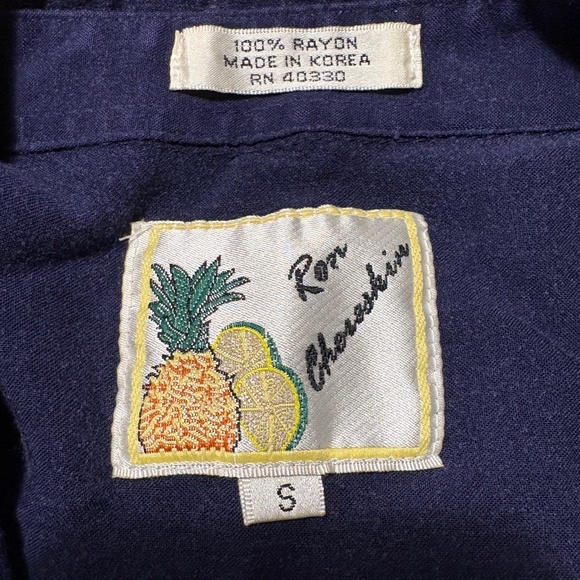 100% RAYON
MADE IN KOREA
RN 40330
Ron
Chereskin
S